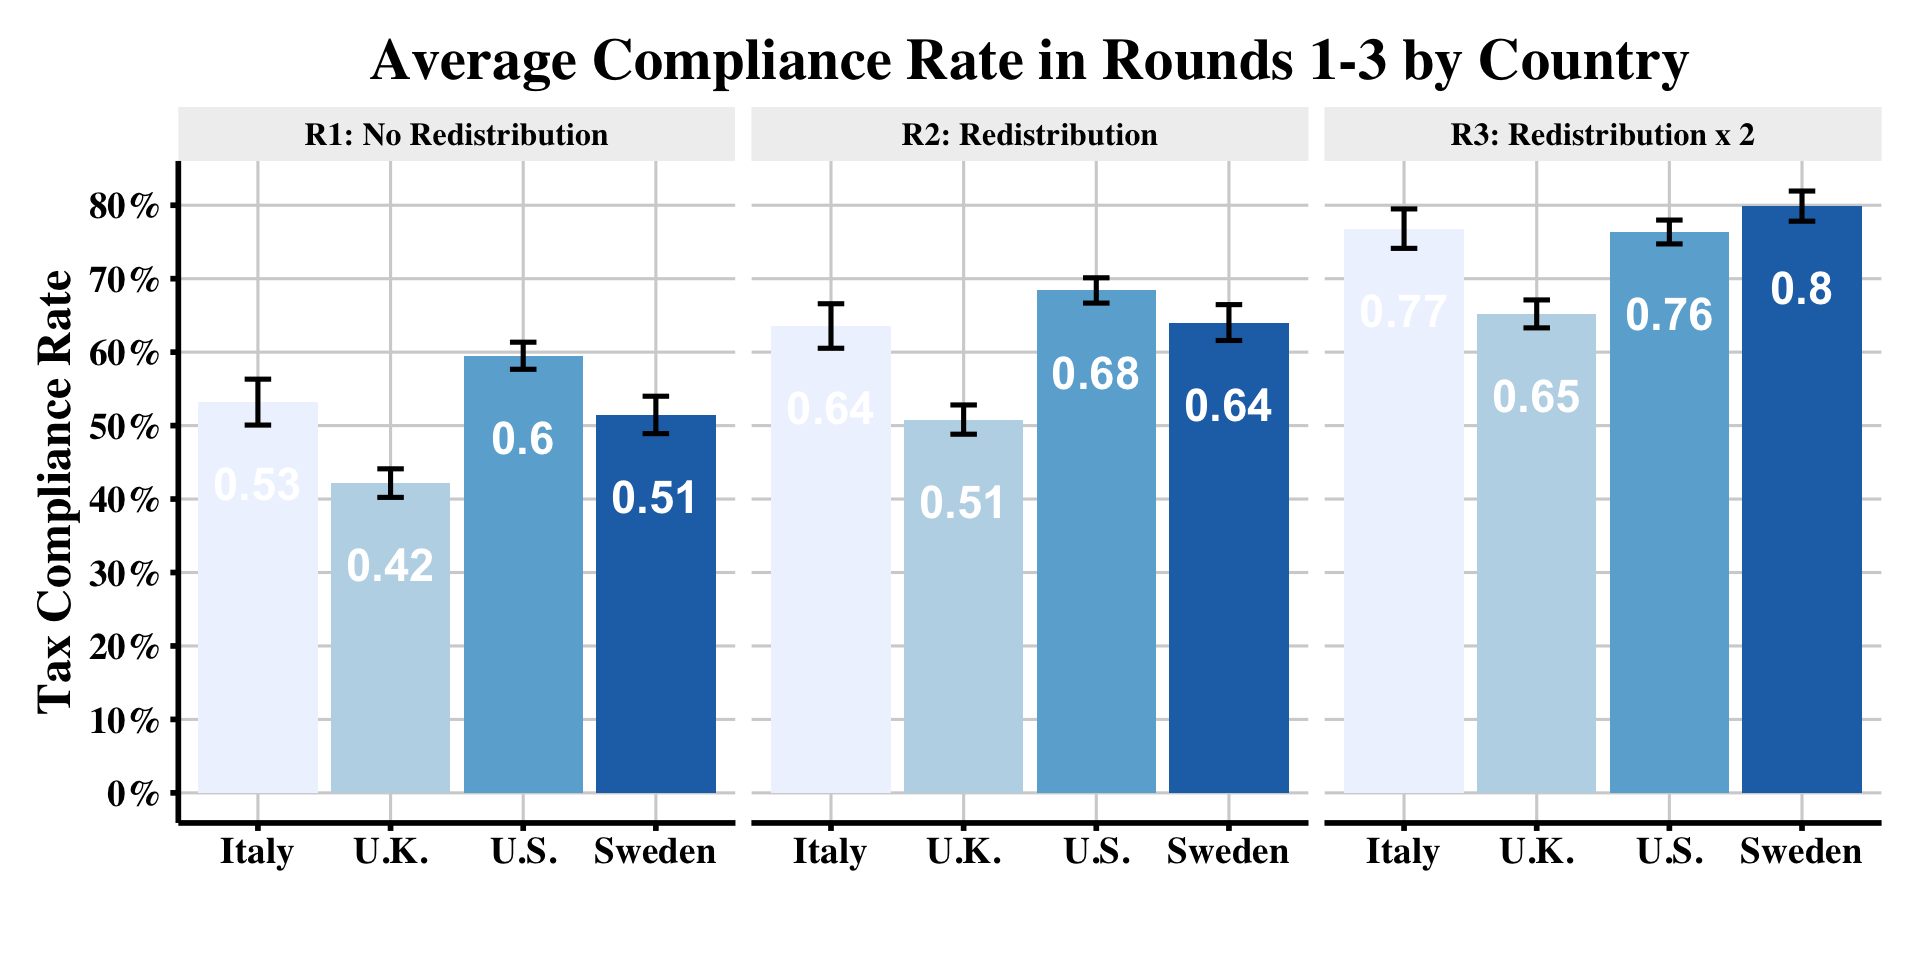 Average Compliance Rate in Rounds 1-3 by Country
R1: No Redistribution
R2: Redistribution
R3: Redistribution x 2
Tax Compliance Rate
80%
70%
60%
50%
40%
30%
20%
10%
0%
0.53
0.42
0.6
0.51
0.64
0.51
0.68
0.64
0.77
0.65
0.76
0.8
Italy U.K. U.S. Sweden
Italy U.K. U.S. Sweden
Italy U.K. U.S. Sweden